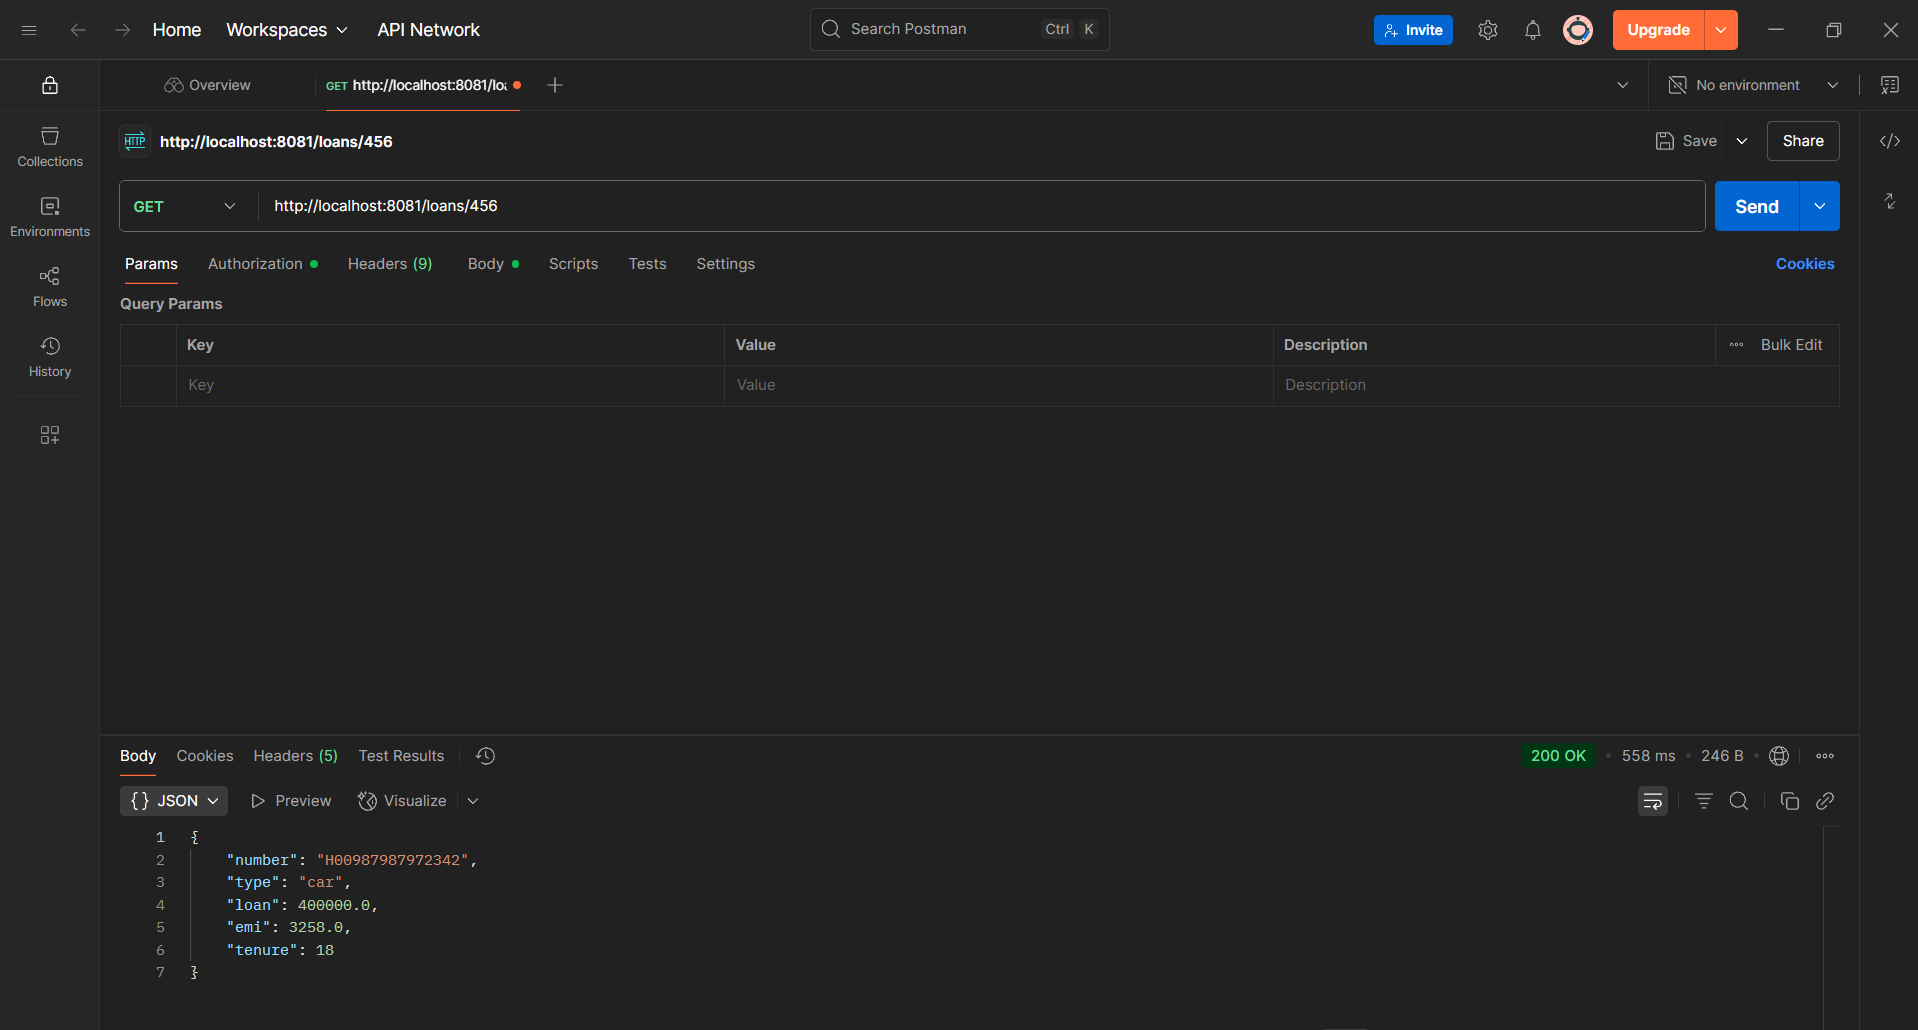 Home Workspaces API Network Search Postman Ctrl K Invite Upgrade
Overview GET http://localhost:8081/loa No environment
HTTP http://localhost:8081/loans/456 Save Share
Collections
Environments
Flows
History
GET http://localhost:8081/loans/456 Send
Params Authorization Headers (9) Body Scripts Tests Settings Cookies
Query Params
Key Value Description Bulk Edit
Key Value Description
Body Cookies Headers (5) Test Results 200 OK • 558 ms • 246 B •
{} JSON Preview Visualize
1 {
2 "number": "H00987987972342",
3 "type": "car",
4 "loan": 400000.0,
5 "emi": 3258.0,
6 "tenure": 18
7 }